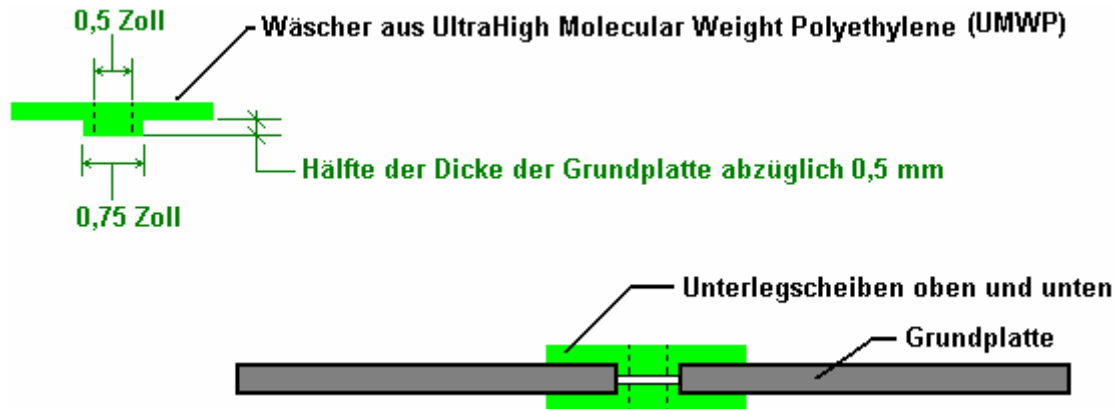 0,5 Zoll
Wäscher aus UltraHigh Molecular Weight Polyethylene (UMWP)
Hälfte der Dicke der Grundplatte abzüglich 0,5 mm
0,75 Zoll
Unterlegscheiben oben und unten
Grundplatte